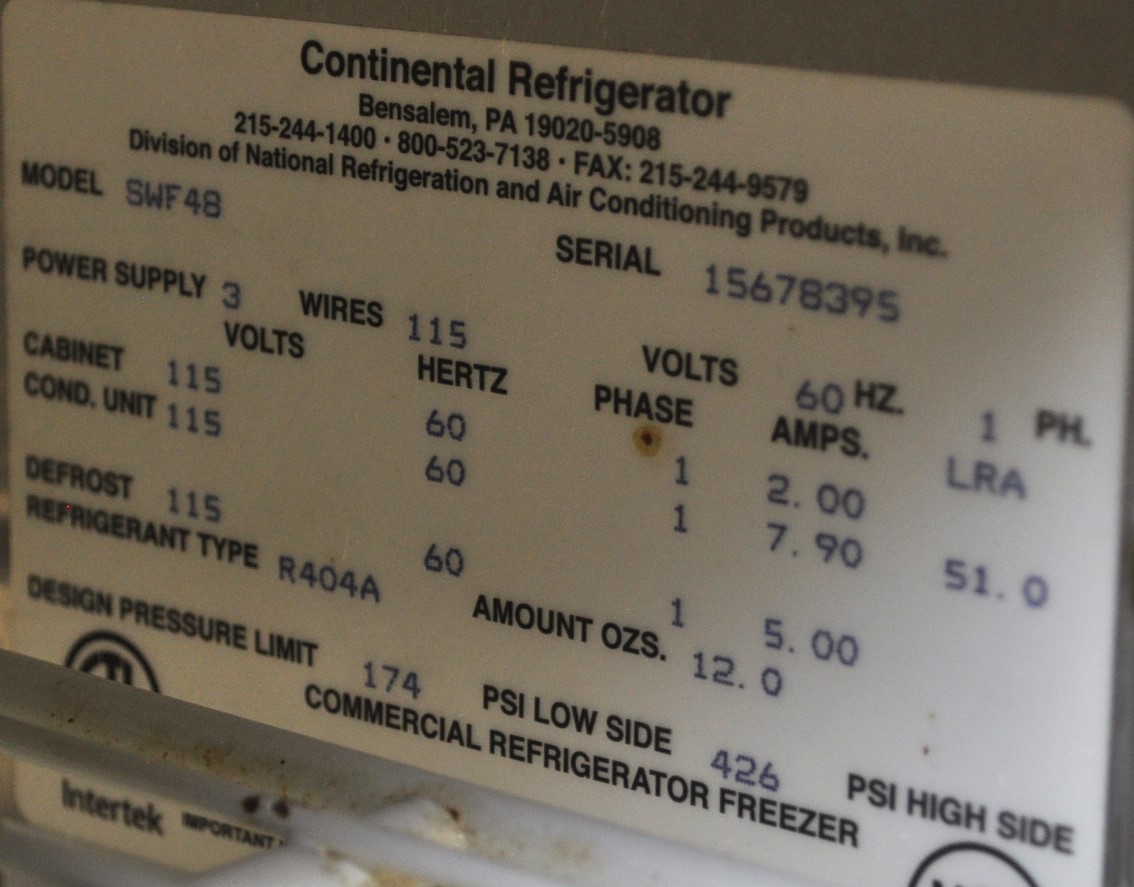 Continental Refrigerator
Bensalem, PA 19020-5908
215-244-1400 · 800-523-7138 · FAX: 215-244-9579
Division of National Refrigeration and Air Conditioning Products, Inc.
MODEL SWF48 SERIAL 15678395
POWER SUPPLY 3 WIRES 115 VOLTS 60 HZ. 1 PH.
VOLTS HERTZ PHASE AMPS. LRA
CABINET 115 60 1 2.00
COND. UNIT 115 60 1 7.90 51.0
DEFROST 115 60 1 5.00
REFRIGERANT TYPE R404A AMOUNT OZS. 12.0
DESIGN PRESSURE LIMIT 174 PSI LOW SIDE 426 PSI HIGH SIDE
COMMERCIAL REFRIGERATOR FREEZER
Intertek IMPORTANT